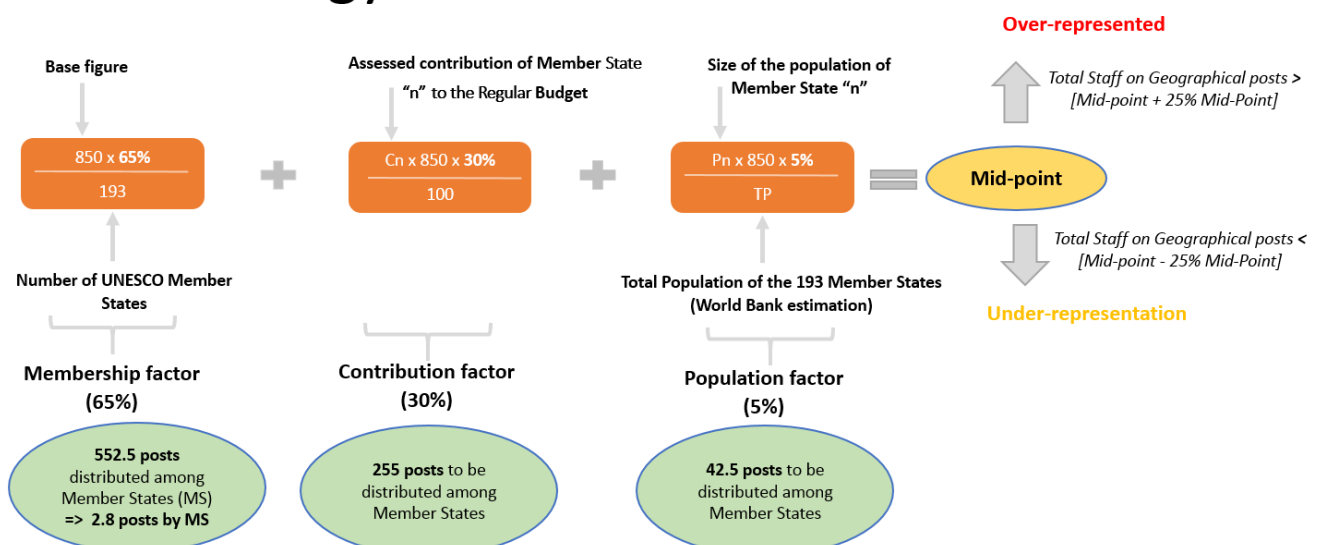 Over-represented
Base figure
Assessed contribution of Member State
“n” to the Regular Budget
Size of the population of
Member State “n”
Total Staff on Geographical posts >
[Mid-point + 25% Mid-Point]
850 x 65%
193
+
Cn x 850 x 30%
100
+
Pn x 850 x 5%
TP
=
Mid-point
Total Staff on Geographical posts <
[Mid-point - 25% Mid-Point]
Number of UNESCO Member
States
Total Population of the 193 Member States
(World Bank estimation)
Under-representation
Membership factor
(65%)
Contribution factor
(30%)
Population factor
(5%)
552.5 posts
distributed among
Member States (MS)
=> 2.8 posts by MS
255 posts to be
distributed among
Member States
42.5 posts to be
distributed among
Member States